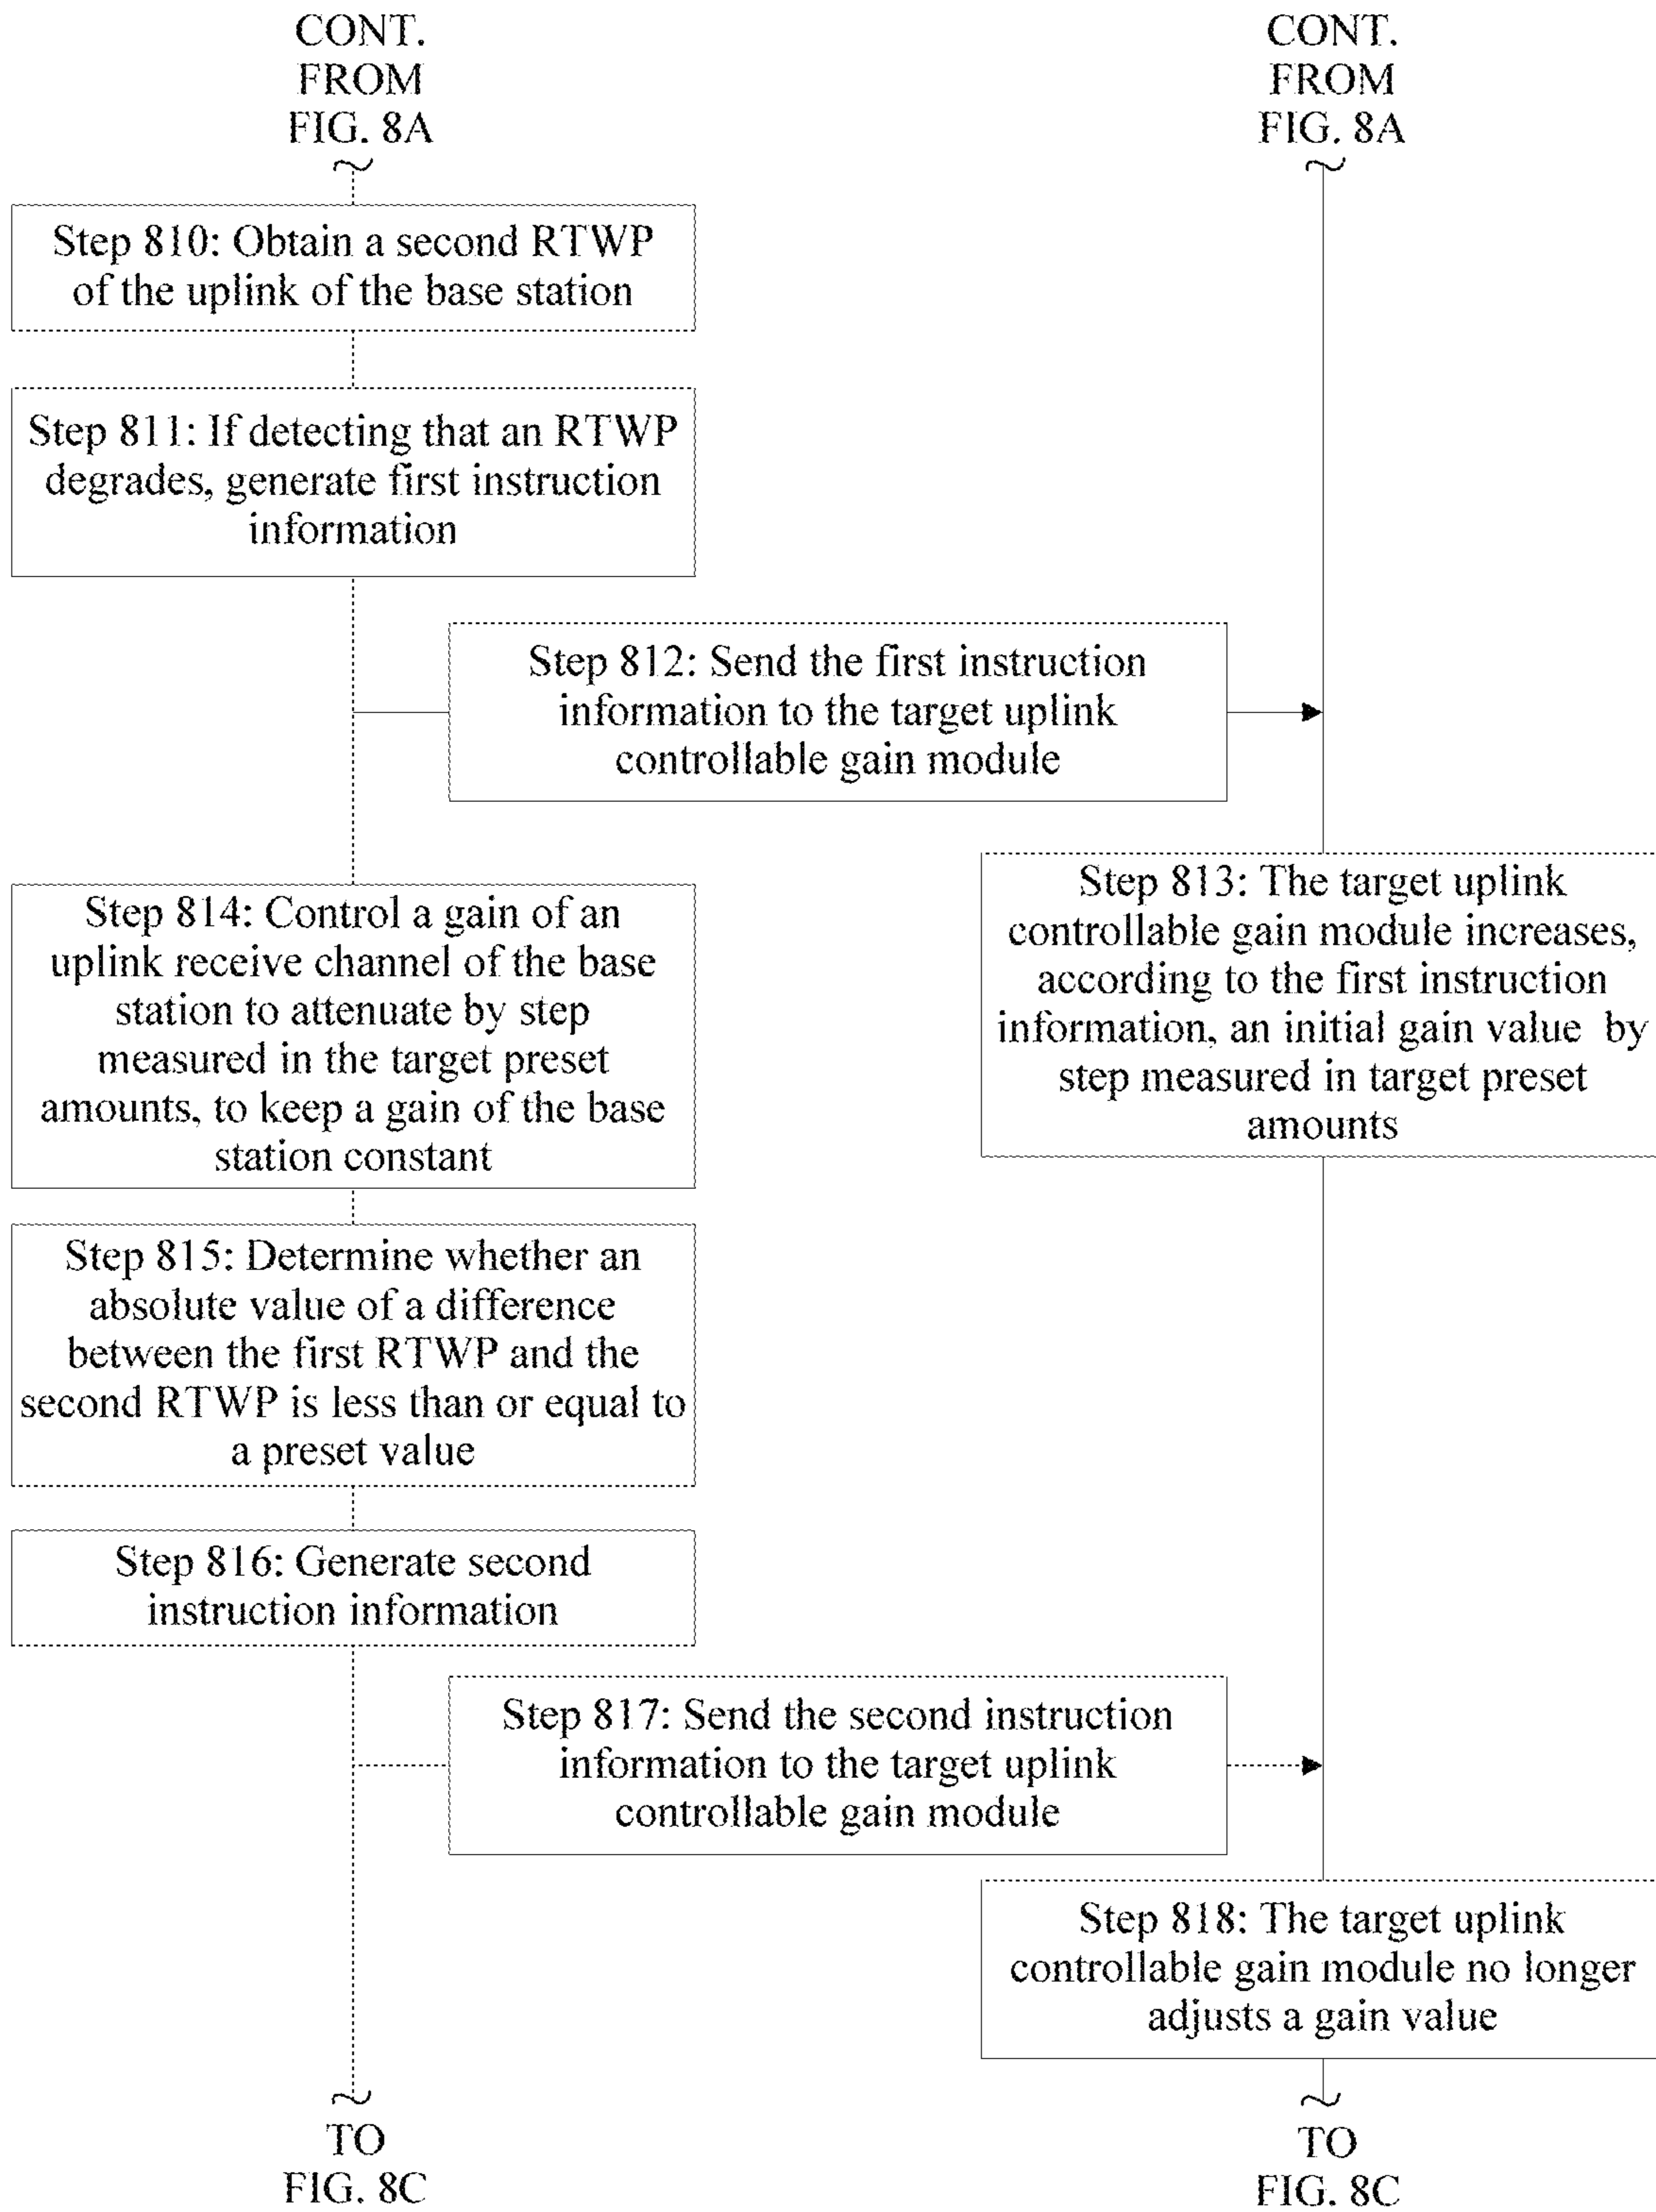 CONT.
FROM
FIG. 8A
CONT.
FROM
FIG. 8A
Step 810: Obtain a second RTWP
of the uplink of the base station
Step 811: If detecting that an RTWP
degrades, generate first instruction
information
Step 812: Send the first instruction
information to the target uplink
controllable gain module
Step 813: The target uplink
controllable gain module increases,
according to the first instruction
information, an initial gain value by
step measured in target preset
amounts
Step 814: Control a gain of an
uplink receive channel of the base
station to attenuate by step
measured in the target preset
amounts, to keep a gain of the base
station constant
Step 815: Determine whether an
absolute value of a difference
between the first RTWP and the
second RTWP is less than or equal to
a preset value
Step 816: Generate second
instruction information
Step 817: Send the second instruction
information to the target uplink
controllable gain module
Step 818: The target uplink
controllable gain module no longer
adjusts a gain value
TO
FIG. 8C
TO
FIG. 8C